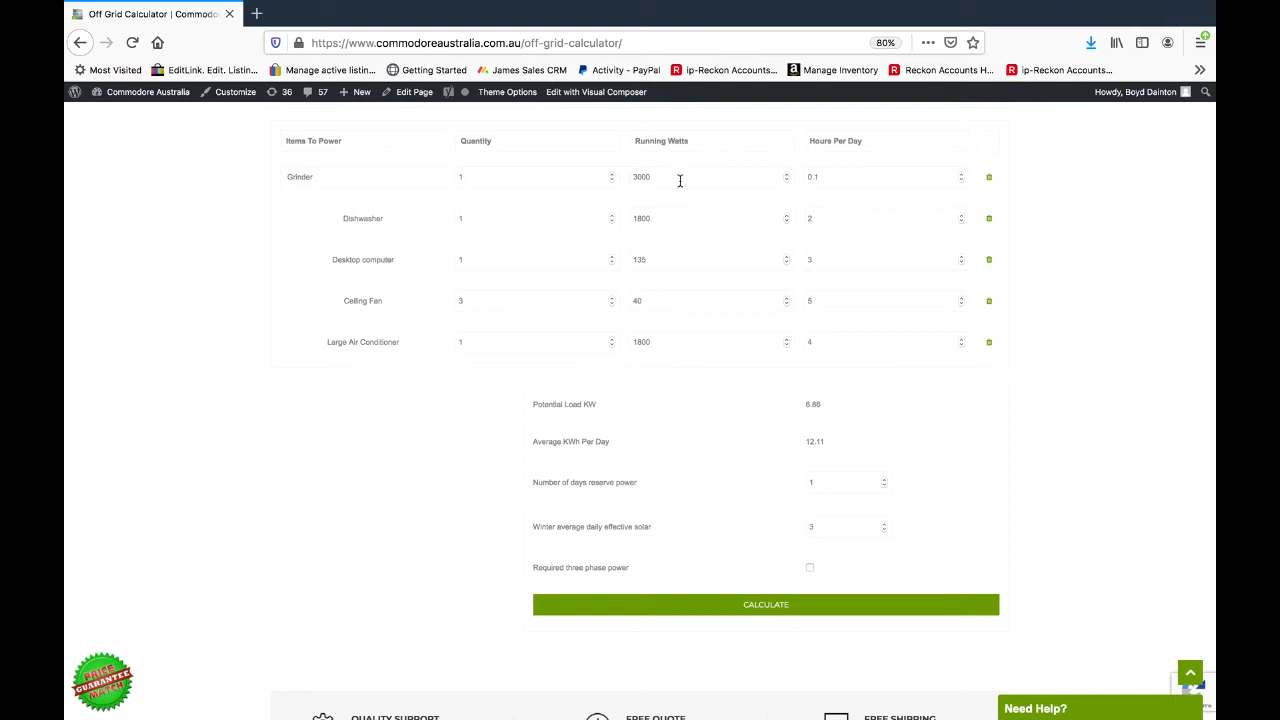 Off Grid Calculator | Commodo
https://www.commodoreaustralia.com.au/off-grid-calculator/
80%
Most Visited
EditLink. Edit. Listin...
Manage active listin...
Getting Started
James Sales CRM
Activity - PayPal
ip-Reckon Accounts...
Manage Inventory
Reckon Accounts H...
ip-Reckon Accounts...
Commodore Australia
Customize
36
57
New
Edit Page
Theme Options
Edit with Visual Composer
Howdy, Boyd Dainton
Items To Power Quantity Running Watts Hours Per Day
Grinder 1 3000 0.1
Dishwasher 1 1800 2
Desktop computer 1 135 3
Ceiling Fan 3 40 5
Large Air Conditioner 1 1800 4
Potential Load KW 6.86
Average KWh Per Day 12.11
Number of days reserve power 1
Winter average daily effective solar 3
Required three phase power
CALCULATE
PRICE
GUARANTEE
MATCH
Need Help?
QUALITY SUPPORT
FREE QUOTE
FREE SHIPPING